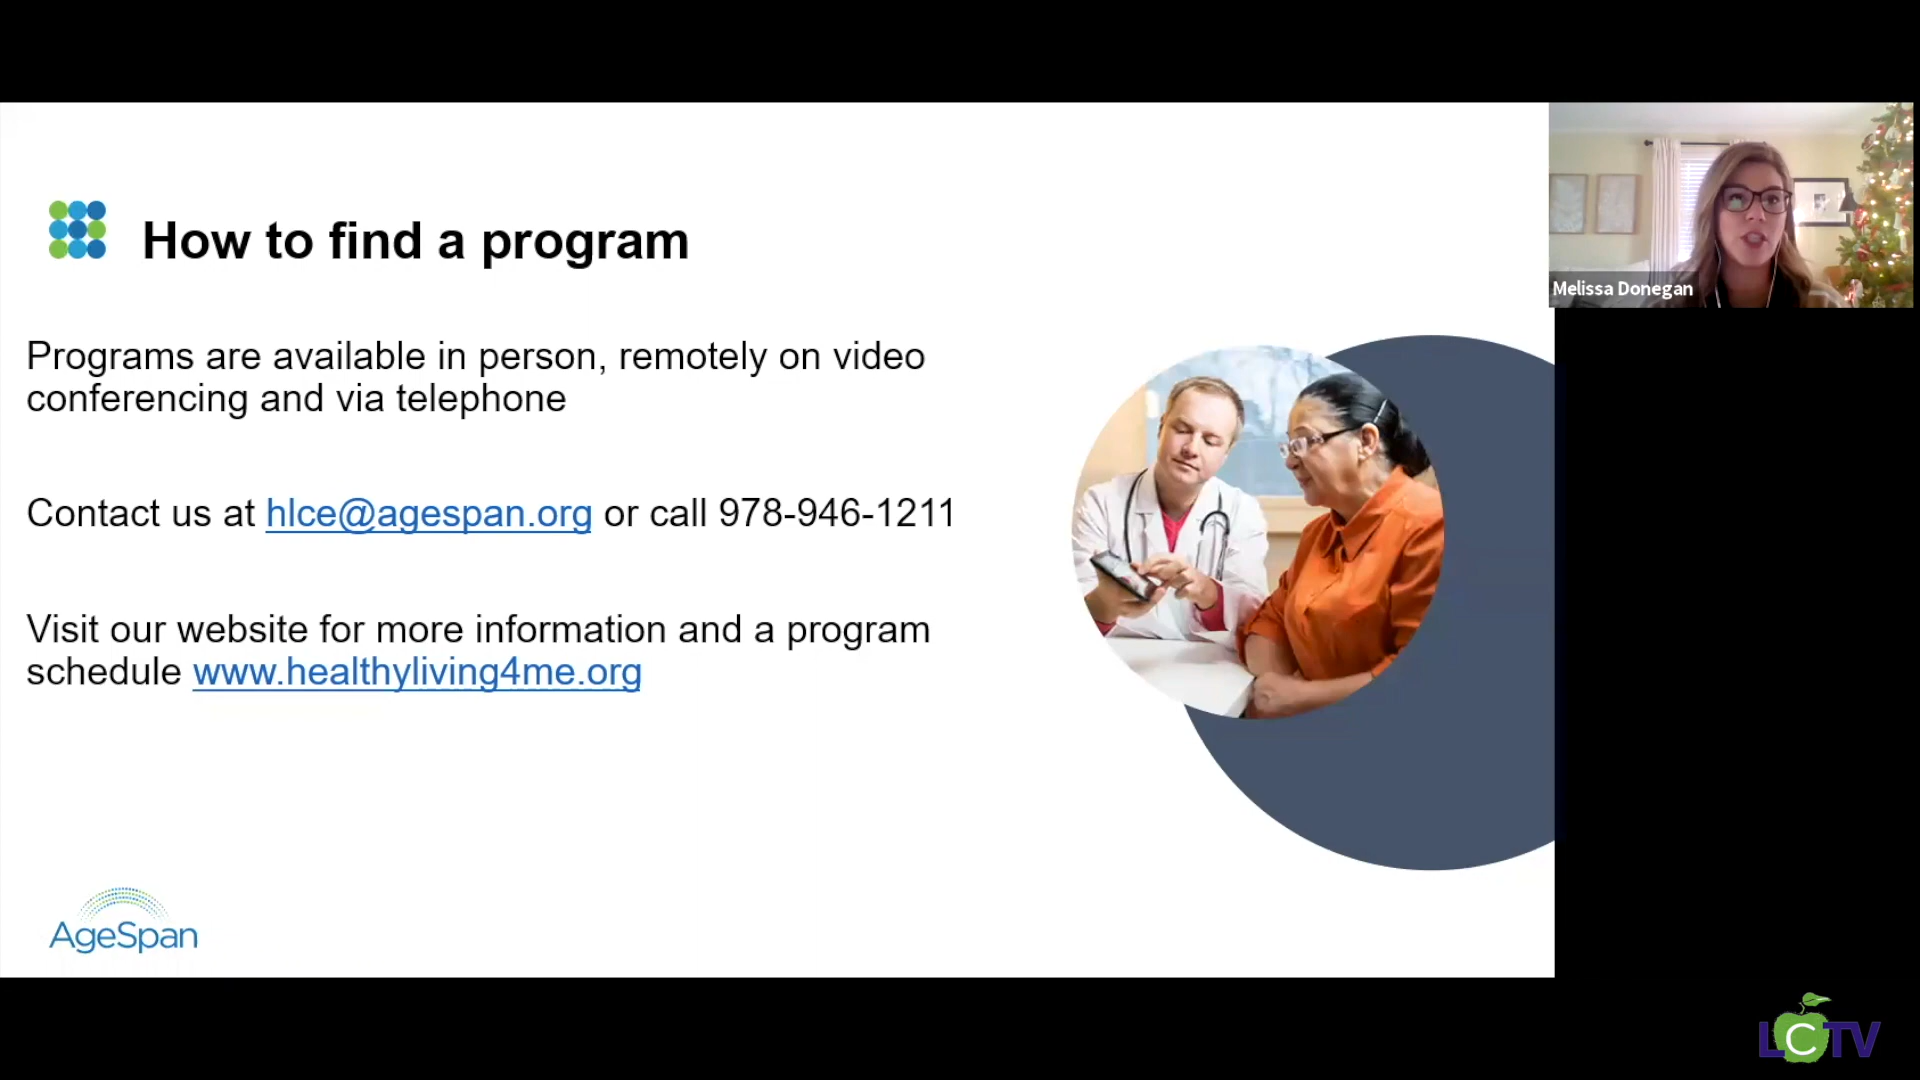 How to find a program
Programs are available in person, remotely on video
conferencing and via telephone
Contact us at hlce@agespan.org or call 978-946-1211
Visit our website for more information and a program
schedule www.healthyliving4me.org
AgeSpan
Melissa Donegan
LCTV